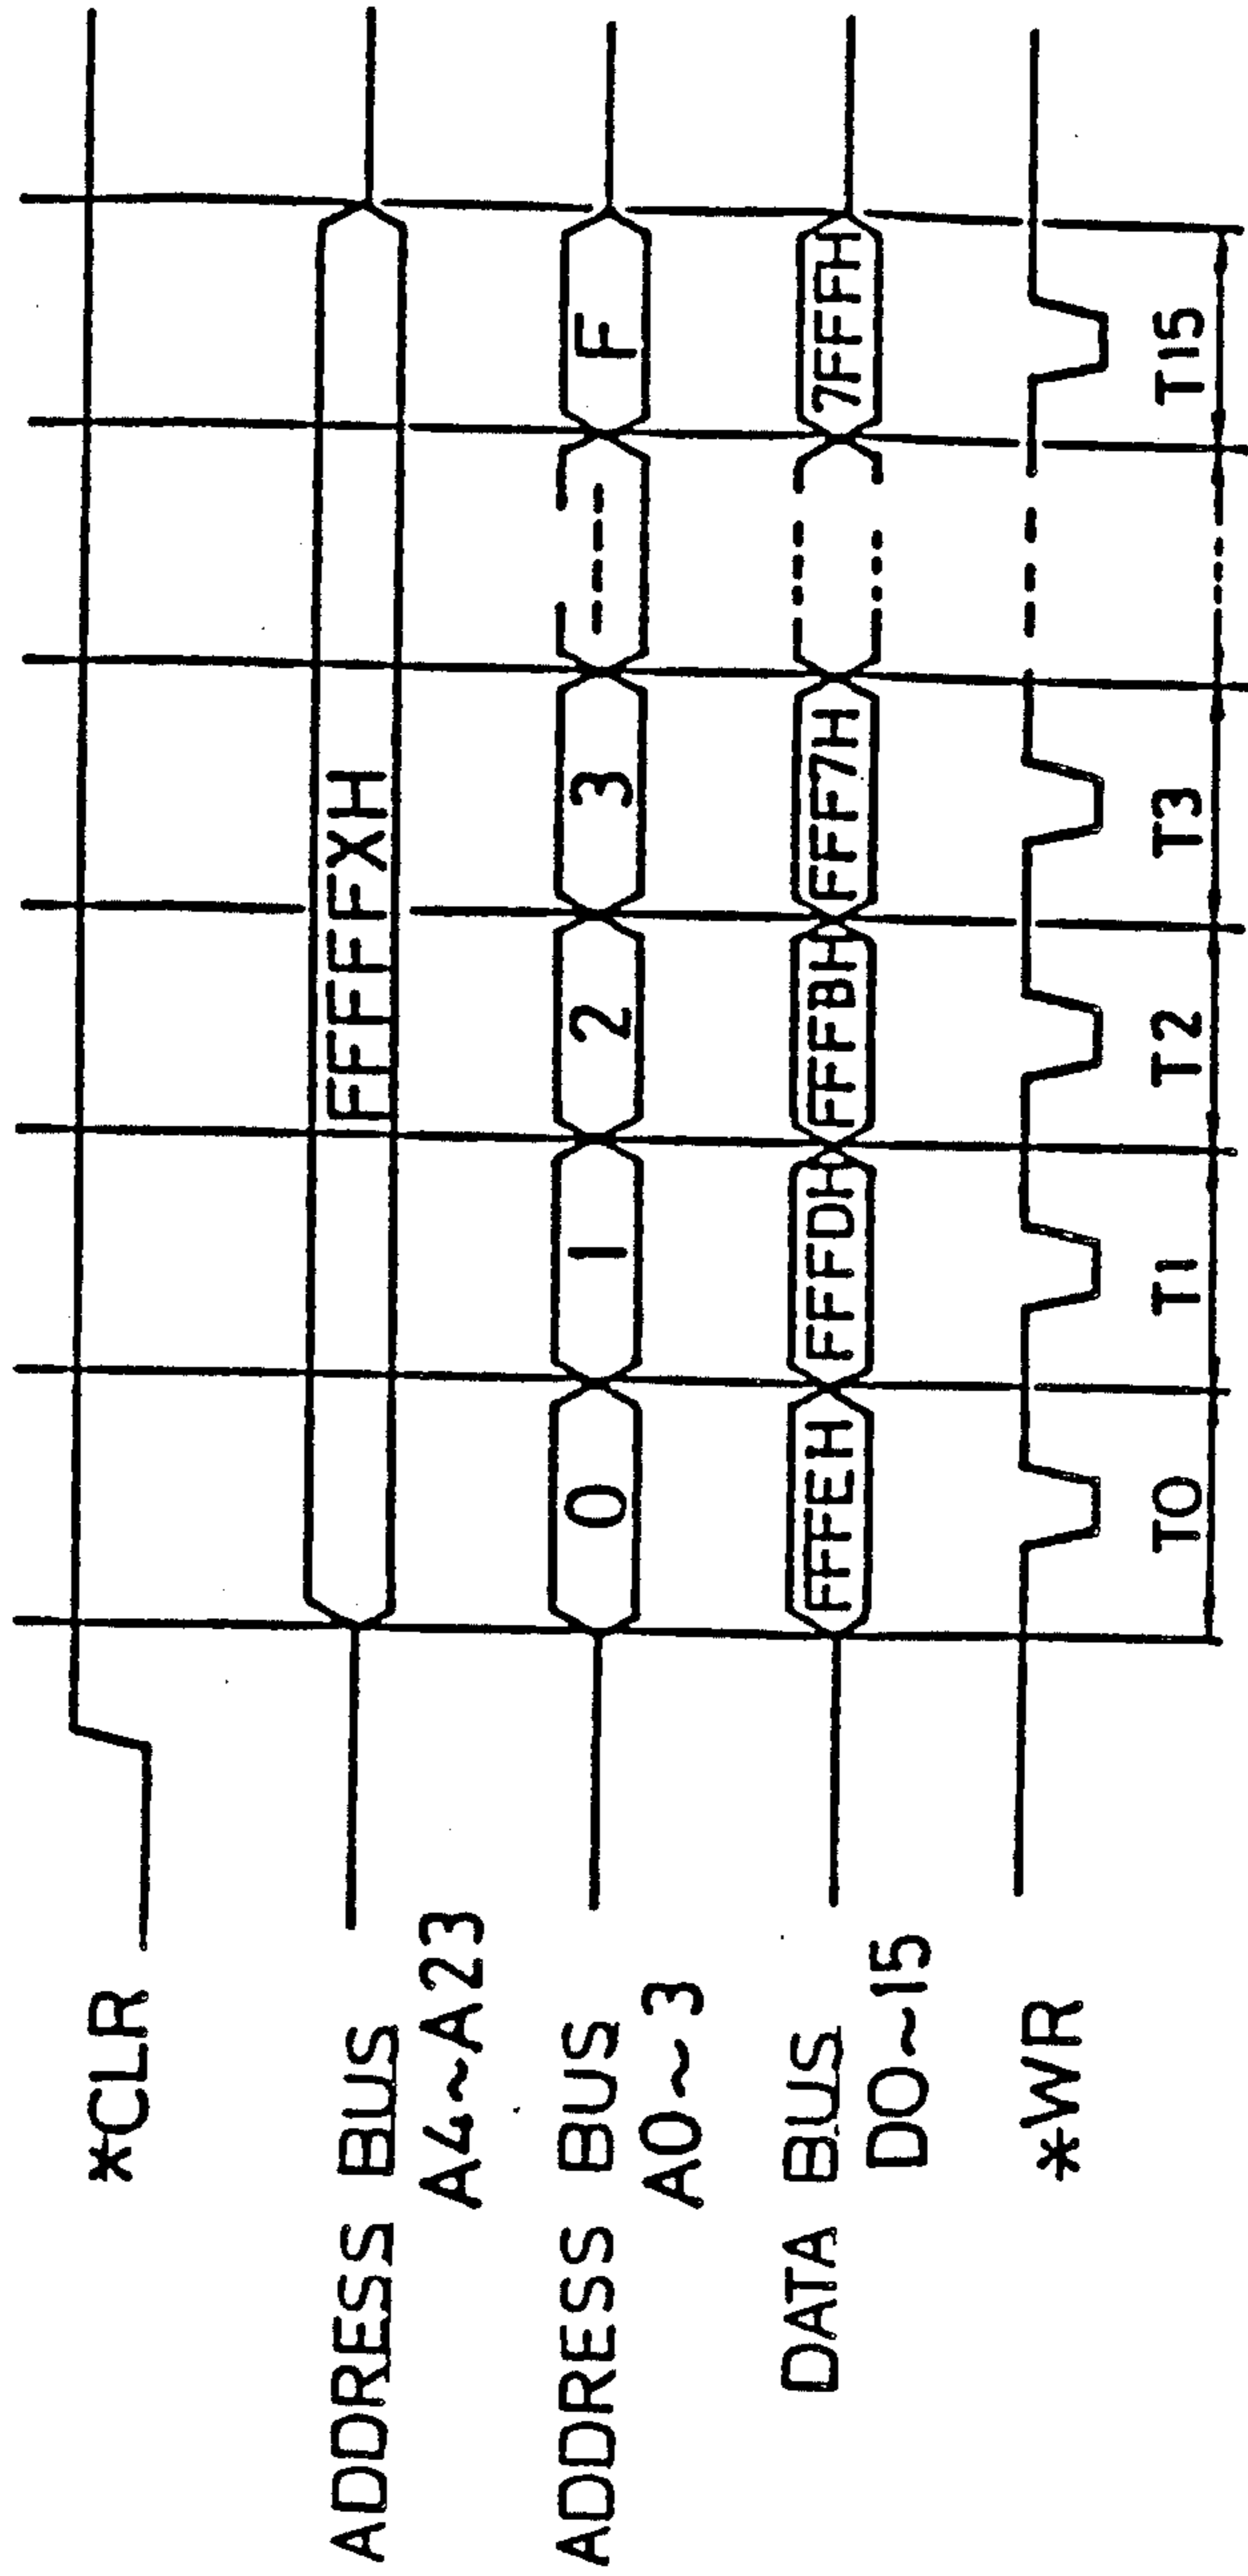 *CLR
ADDRESS BUS
A4~A23
FFFFFXH
ADDRESS BUS
A0~3
0 1 2 3 ---- F
DATA BUS
D0~15
FFFEH FFFDH FFFBH FFF7H 7FFFH
*WR
T0 T1 T2 T3 T15